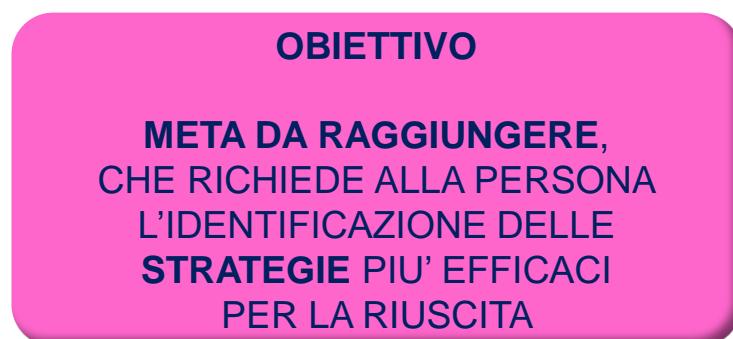 OBIETTIVO
META DA RAGGIUNGERE,
CHE RICHIEDE ALLA PERSONA
L’IDENTIFICAZIONE DELLE
STRATEGIE PIU’ EFFICACI
PER LA RIUSCITA